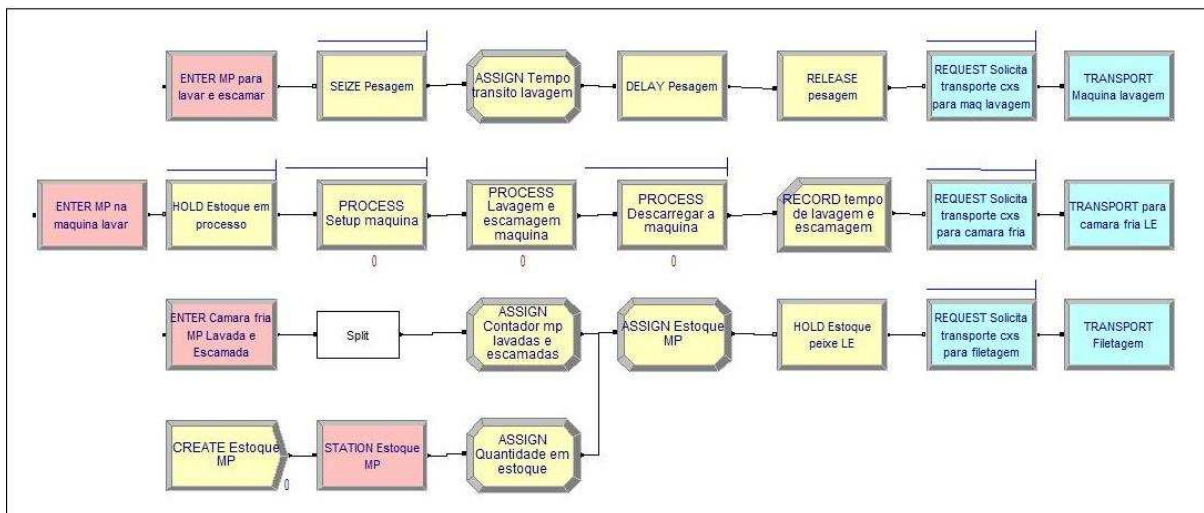 ENTER MP para
lavar e escamar
SEIZE Pesagem
ASSIGN Tempo
transito lavagem
DELAY Pesagem
RELEASE
pesagem
REQUEST Solicita
transporte cxs
para maq lavagem
TRANSPORT
Maquina lavagem
ENTER MP na
maquina lavar
HOLD Estoque em
processo
PROCESS
Setup maquina
0
PROCESS
Lavagem e
escamagem
maquina
0
PROCESS
Descarregar a
maquina
0
RECORD tempo
de lavagem e
escamagem
REQUEST Solicita
transporte cxs
para camara fria
TRANSPORT para
camara fria LE
ENTER Camara fria
MP Lavada e
Escamada
Split
ASSIGN
Contador mp
lavadas e
escamadas
ASSIGN Estoque
MP
HOLD Estoque
peixe LE
REQUEST Solicita
transporte cxs
para filetagem
TRANSPORT
Filetagem
CREATE Estoque
MP
0
STATION Estoque
MP
ASSIGN
Quantidade em
estoque